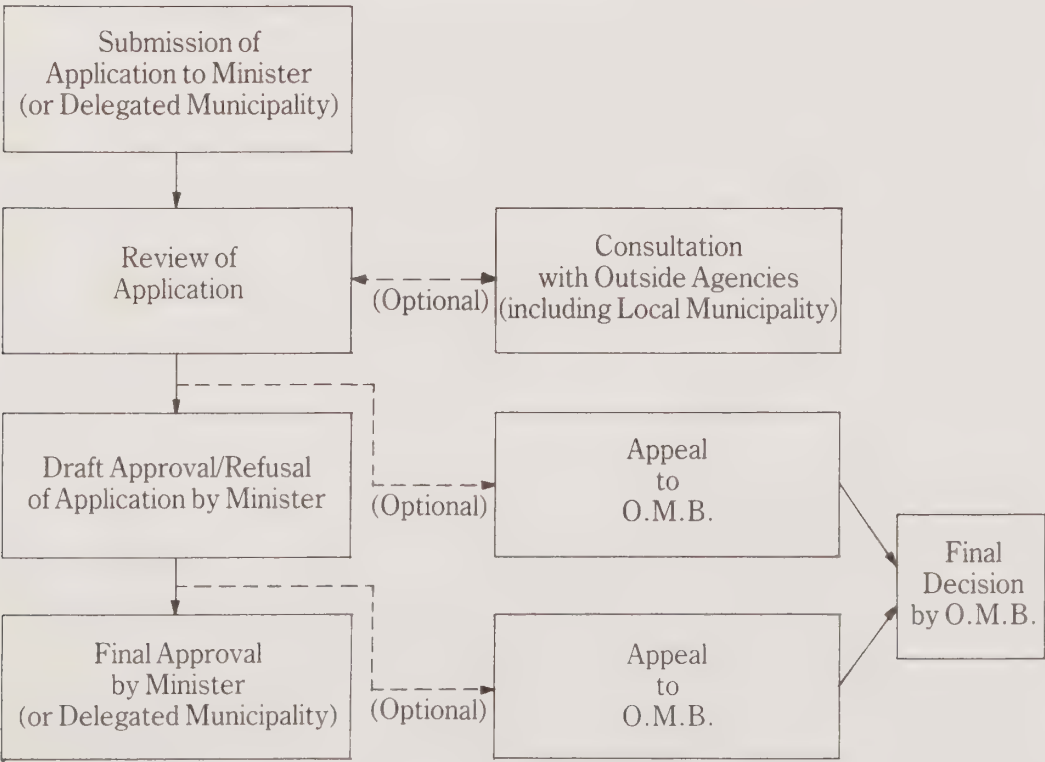 Submission of
Application to Minister
(or Delegated Municipality)
Review of
Application
(Optional)
Consultation
with Outside Agencies
(including Local Municipality)
Draft Approval/Refusal
of Application by Minister
(Optional)
Appeal
to
O.M.B.
Final
Decision
by O.M.B.
Final Approval
by Minister
(or Delegated Municipality)
(Optional)
Appeal
to
O.M.B.